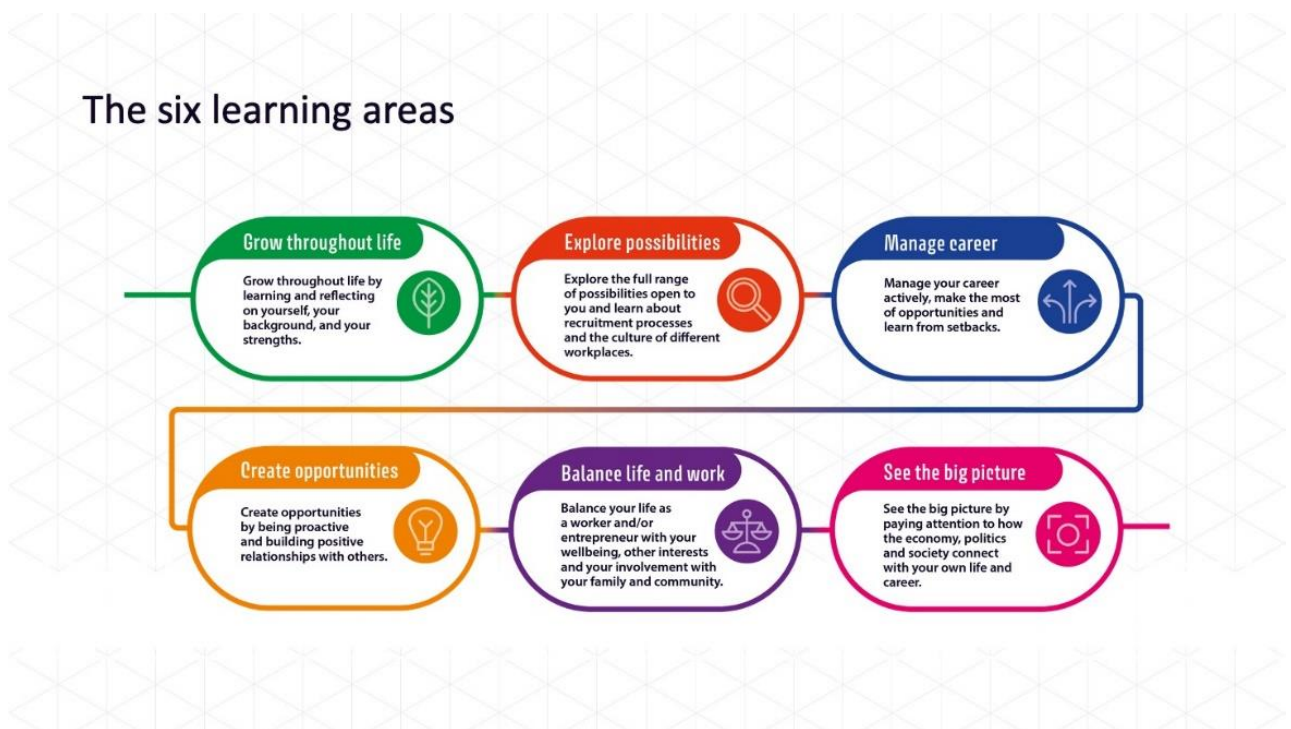 The six learning areas
Grow throughout life
Grow throughout life by
learning and reflecting
on yourself, your
background, and your
strengths.
Explore possibilities
Explore the full range
of possibilities open to
you and learn about
recruitment processes
and the culture of different
workplaces.
Manage career
Manage your career
actively, make the most
of opportunities and
learn from setbacks.
Create opportunities
Create opportunities
by being proactive
and building positive
relationships with others.
Balance life and work
Balance your life as
a worker and/or
entrepreneur with your
wellbeing, other interests
and your involvement with
your family and community.
See the big picture
See the big picture by
paying attention to how
the economy, politics
and society connect
with your own life and
career.